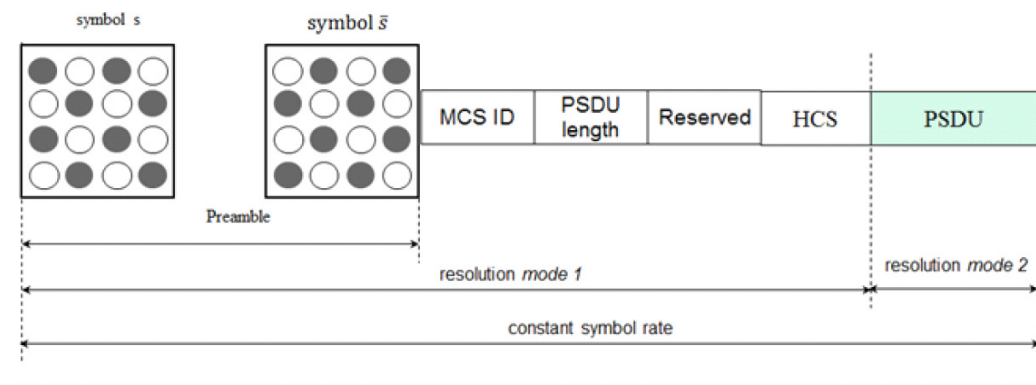 symbol s
symbol s̄
MCS ID
PSDU
length
Reserved
HCS
PSDU
Preamble
resolution mode 1
resolution mode 2
constant symbol rate